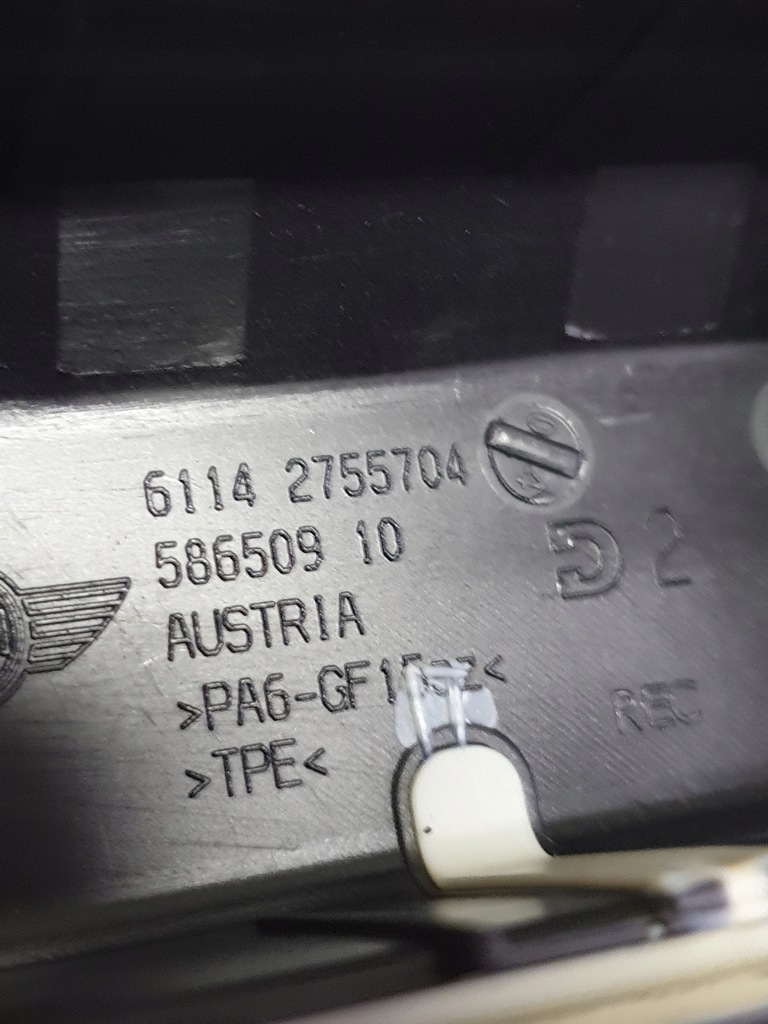 6114 2755704
586509 10
AUSTRIA
D 2
>TPE<
REC